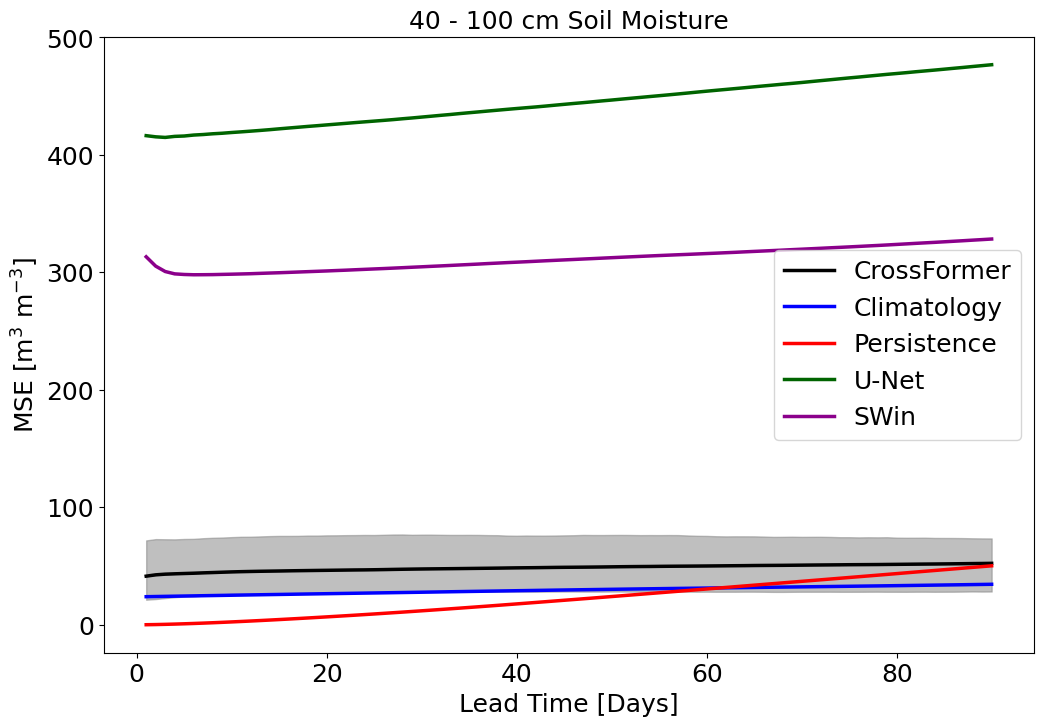 40 - 100 cm Soil Moisture
MSE [m³ m⁻³]
500
400
300
200
100
0
0 20 40 60 80
Lead Time [Days]
CrossFormer
Climatology
Persistence
U-Net
SWin